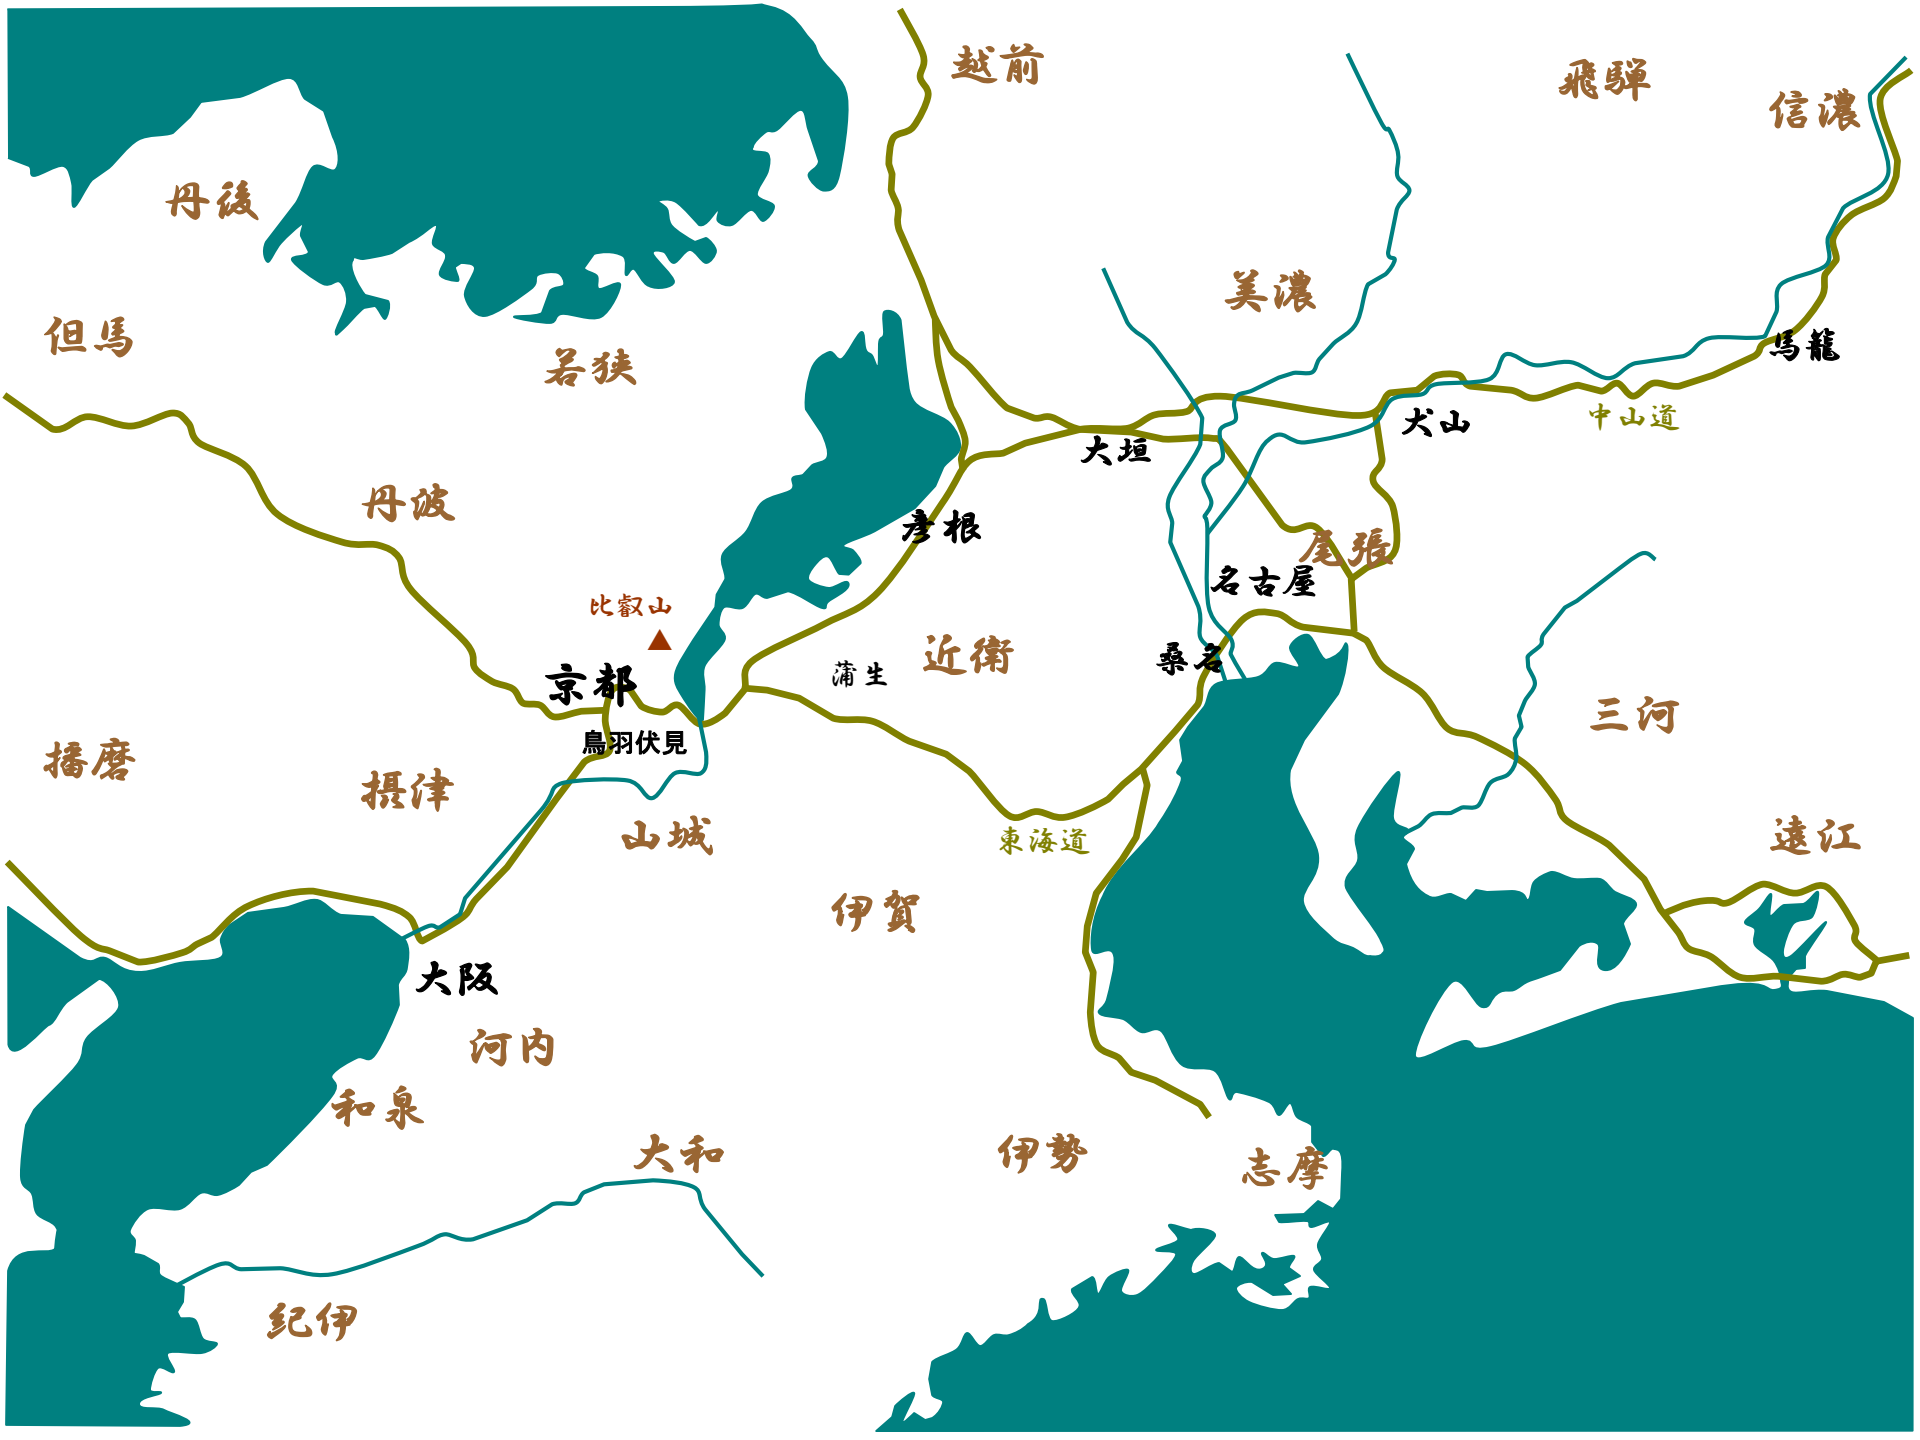 越前
飛騨
信濃
丹後
美濃
但馬
馬籠
若狭
中山道
犬山
大垣
丹波
彦根
尾張
名古屋
比叡山
近衛
桑名
蒲生
京都
三河
鳥羽伏見
播磨
摂津
山城
東海道
遠江
伊賀
大阪
河内
和泉
大和
伊勢
志摩
紀伊